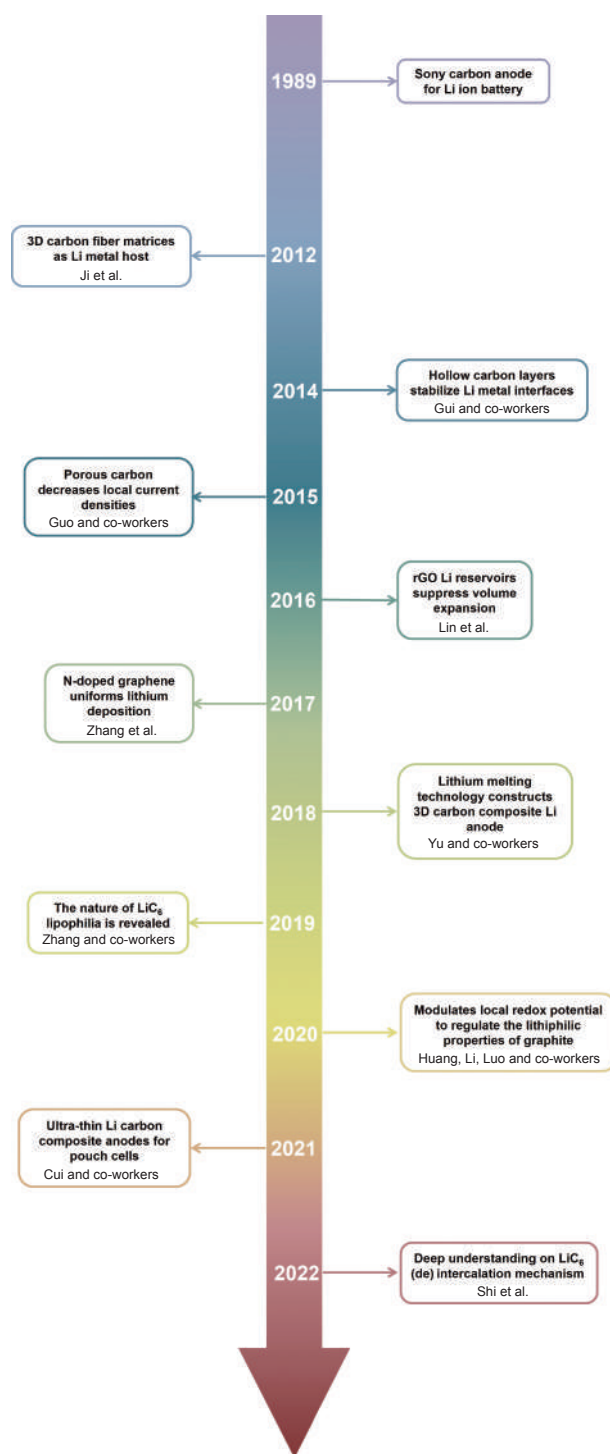 1989
Sony carbon anode
for Li ion battery
3D carbon fiber matrices
as Li metal host
Ji et al.
2012
2014
Hollow carbon layers
stabilize Li metal interfaces
Gui and co-workers
Porous carbon
decreases local current
densities
Guo and co-workers
2015
2016
rGO Li reservoirs
suppress volume
expansion
Lin et al.
N-doped graphene
uniforms lithium
deposition
Zhang et al.
2017
2018
Lithium melting
technology constructs
3D carbon composite Li
anode
Yu and co-workers
The nature of LiC₆
lipophilia is revealed
Zhang and co-workers
2019
2020
Modulates local redox potential
to regulate the lithiphilic
properties of graphite
Huang, Li, Luo and co-workers
Ultra-thin Li carbon
composite anodes for
pouch cells
Cui and co-workers
2021
2022
Deep understanding on LiC₆
(de) intercalation mechanism
Shi et al.